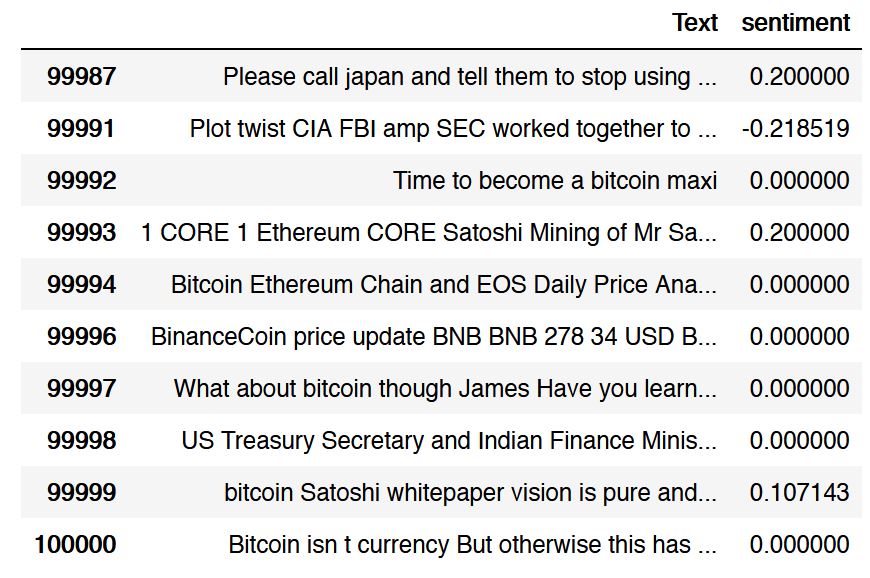 Text sentiment
99987 Please call japan and tell them to stop using ... 0.200000
99991 Plot twist CIA FBI amp SEC worked together to ... -0.218519
99992 Time to become a bitcoin maxi 0.000000
99993 1 CORE 1 Ethereum CORE Satoshi Mining of Mr Sa... 0.200000
99994 Bitcoin Ethereum Chain and EOS Daily Price Ana... 0.000000
99996 BinanceCoin price update BNB BNB 278 34 USD B... 0.000000
99997 What about bitcoin though James Have you learn... 0.000000
99998 US Treasury Secretary and Indian Finance Minis... 0.000000
99999 bitcoin Satoshi whitepaper vision is pure and... 0.107143
100000 Bitcoin isn t currency But otherwise this has ... 0.000000